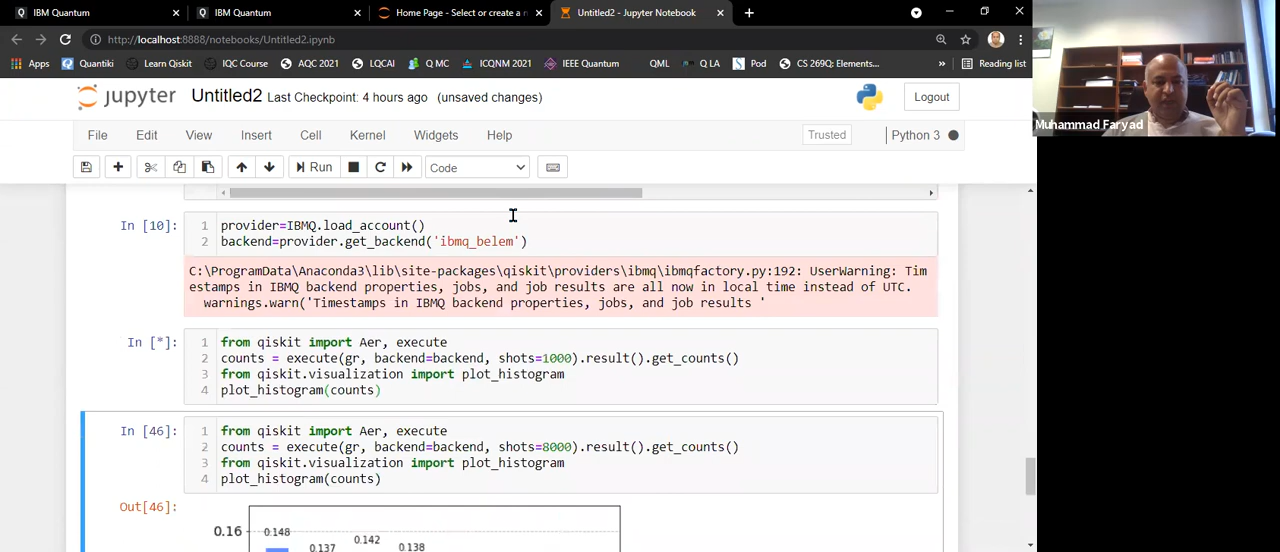 IBM Quantum
IBM Quantum
Home Page - Select or create a n
Untitled2 - Jupyter Notebook
http://localhost:8888/notebooks/Untitled2.ipynb
Apps
Quantiki
Learn Qiskit
IQC Course
AQC 2021
LQCAI
Q MC
ICQNM 2021
IEEE Quantum
QML
Q LA
Pod
CS 269Q: Elements...
»
Reading list
jupyter
Untitled2 Last Checkpoint: 4 hours ago (unsaved changes)
Logout
File
Edit
View
Insert
Cell
Kernel
Widgets
Help
Trusted
Python 3
Run
Code
In [10]:
1 provider=IBMQ.load_account()
2 backend=provider.get_backend('ibmq_belem')
C:\ProgramData\Anaconda3\lib\site-packages\qiskit\providers\ibmq\ibmqfactory.py:192: UserWarning: Tim
estamps in IBMQ backend properties, jobs, and job results are all now in local time instead of UTC.
warnings.warn('Timestamps in IBMQ backend properties, jobs, and job results '
In [*]:
1 from qiskit import Aer, execute
2 counts = execute(gr, backend=backend, shots=1000).result().get_counts()
3 from qiskit.visualization import plot_histogram
4 plot_histogram(counts)
In [46]:
1 from qiskit import Aer, execute
2 counts = execute(gr, backend=backend, shots=8000).result().get_counts()
3 from qiskit.visualization import plot_histogram
4 plot_histogram(counts)
Out[46]:
0.16
0.148
0.137
0.142
0.138
Muhammad Faryad